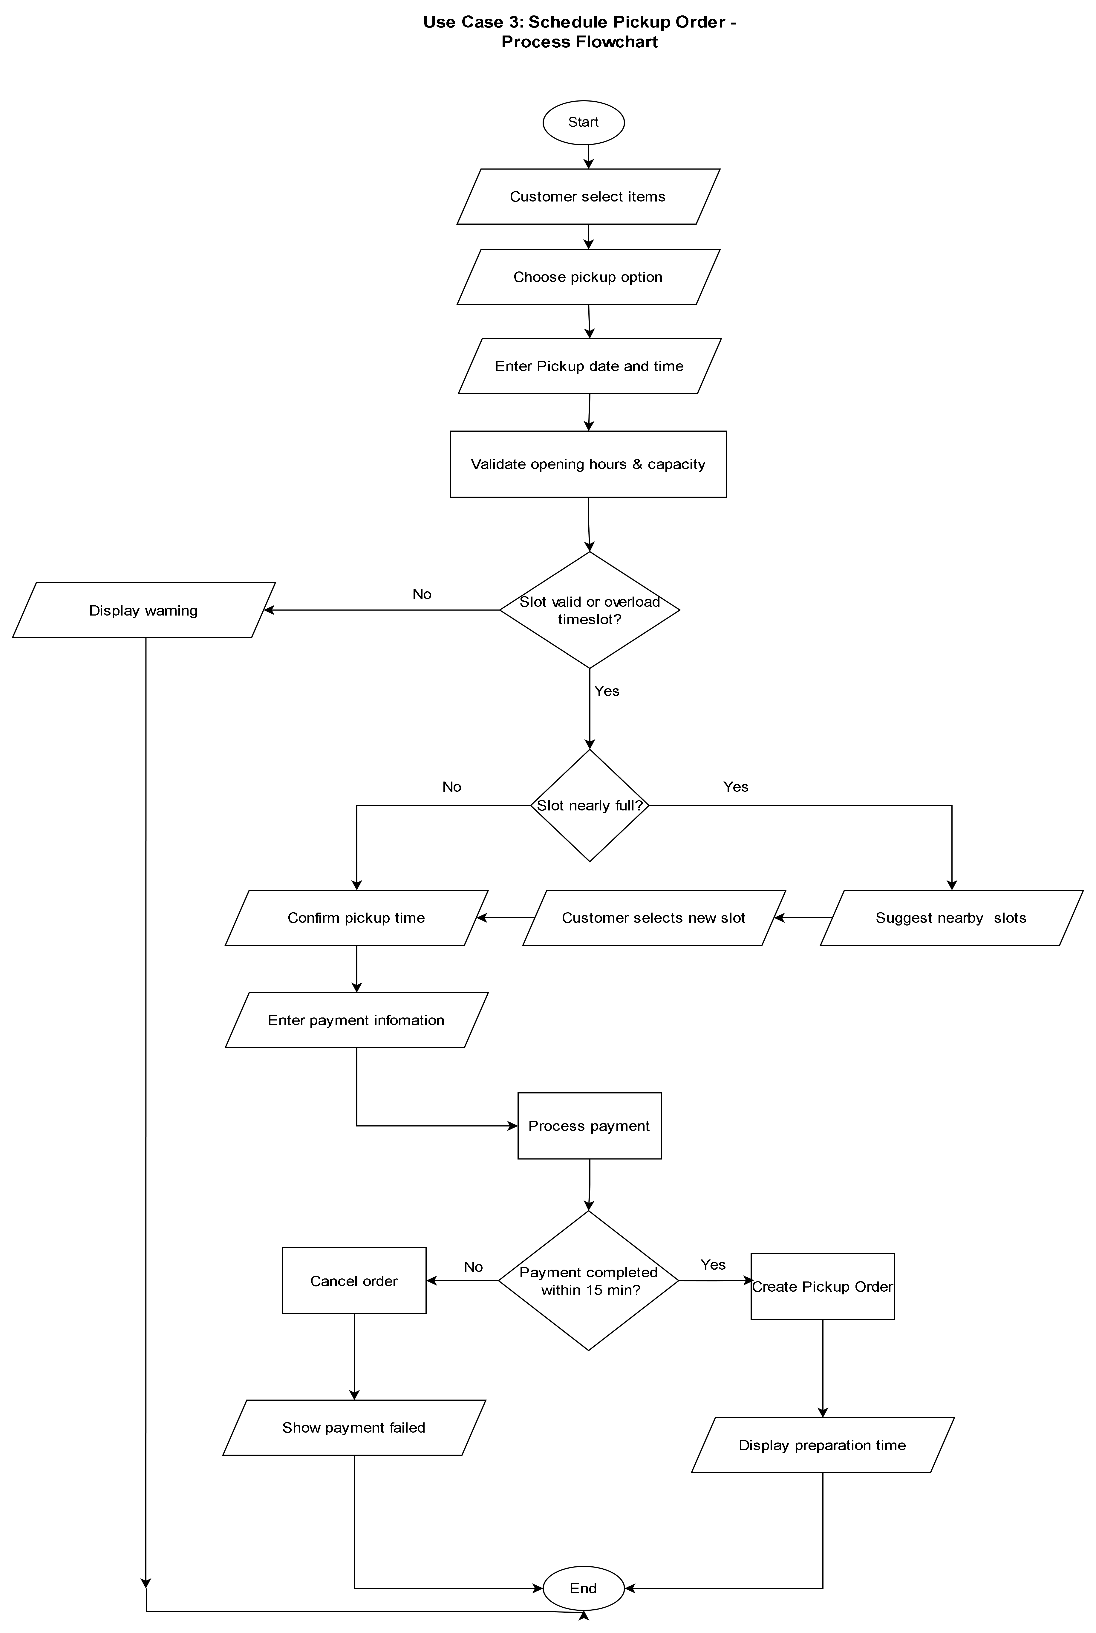 Use Case 3: Schedule Pickup Order -
Process Flowchart
Start
Customer select items
Choose pickup option
Enter Pickup date and time
Validate opening hours & capacity
Slot valid or overload
timeslot?
No
Display warning
Yes
Slot nearly full?
No
Yes
Confirm pickup time
Customer selects new slot
Suggest nearby slots
Enter payment infomation
Process payment
Payment completed
within 15 min?
No
Yes
Cancel order
Create Pickup Order
Show payment failed
Display preparation time
End